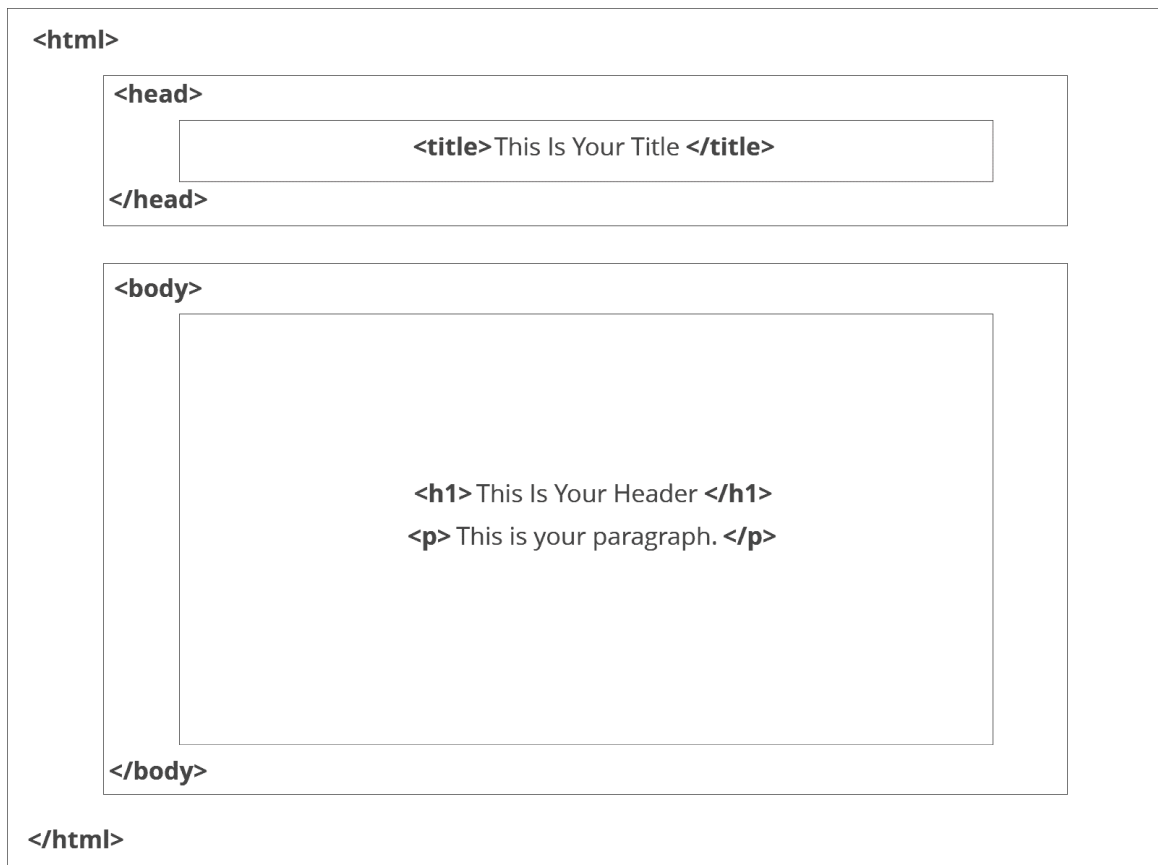 <html>
<head>
<title>This Is Your Title </title>
</head>
<body>
<h1> This Is Your Header </h1>
<p> This is your paragraph. </p>
</body>
</html>